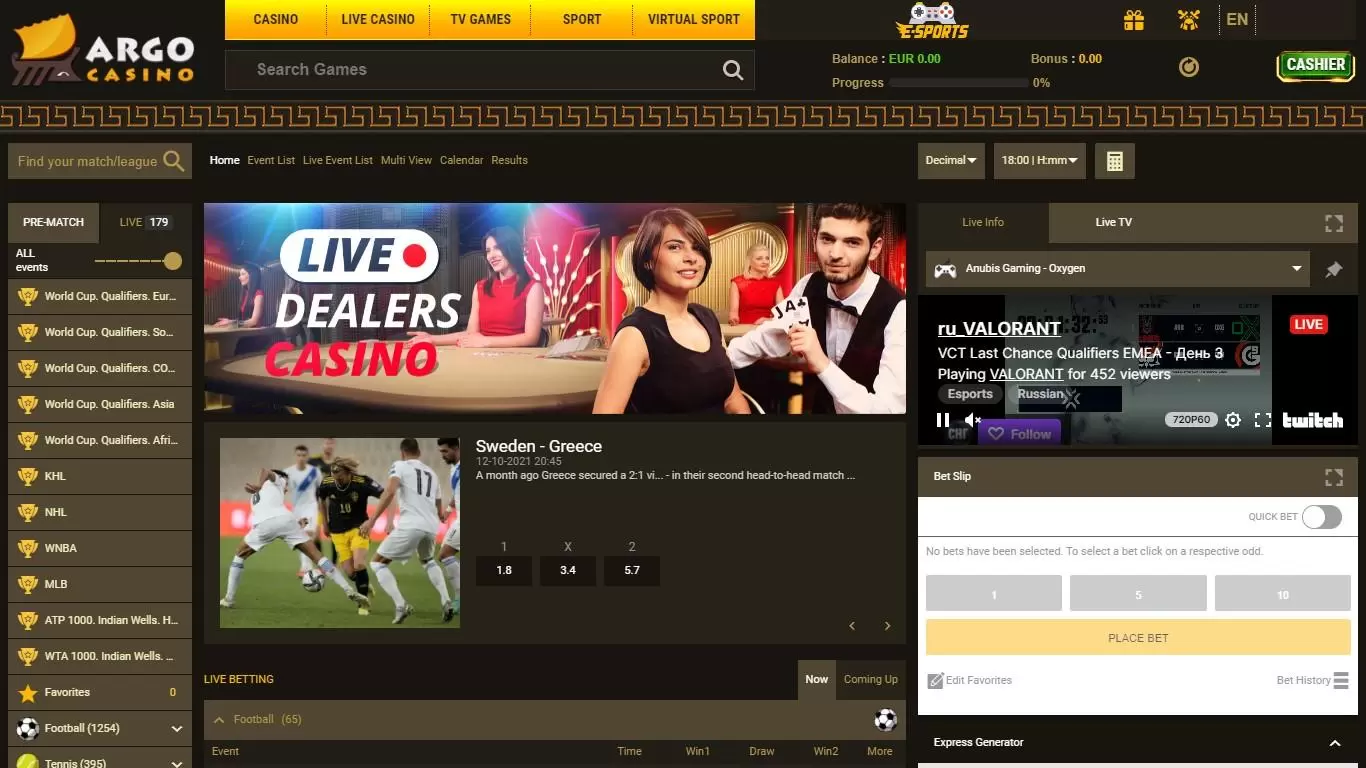 ARGO
CASINO
CASINO
LIVE CASINO
TV GAMES
SPORT
VIRTUAL SPORT
E-SPORTS
EN
Search Games
Balance : EUR 0.00
Bonus : 0.00
Progress 0%
CASHIER
Find your match/league
Home Event List Live Event List Multi View Calendar Results
Decimal
18:00 | H:mm
PRE-MATCH
LIVE 179
ALL
events
World Cup. Qualifiers. Eur...
World Cup. Qualifiers. So...
World Cup. Qualifiers. CO...
World Cup. Qualifiers. Asia
World Cup. Qualifiers. Afri...
KHL
NHL
WNBA
MLB
ATP 1000. Indian Wells. H...
WTA 1000. Indian Wells. ...
Favorites 0
Football (1254)
Tennis (395)
LIVE
DEALERS
CASINO
Sweden - Greece
12-10-2021 20:45
A month ago Greece secured a 2:1 vi... - in their second head-to-head match ...
1 X 2
1.8 3.4 5.7
LIVE BETTING
Now
Coming Up
Football (65)
Event Time Win1 Draw Win2 More
Live Info
Live TV
Anubis Gaming - Oxygen
ru_VALORANT
LIVE
VCT Last Chance Qualifiers EMEA - День 3
Playing VALORANT for 452 viewers
Esports Russian
720P60
twitch
Follow
Bet Slip
QUICK BET
No bets have been selected. To select a bet click on a respective odd.
1 5 10
PLACE BET
Edit Favorites
Bet History
Express Generator